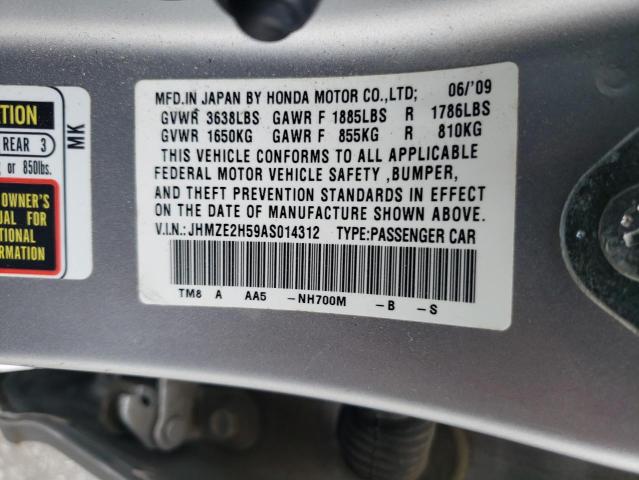 ATION
REAR 3
g or 850lbs.
OWNER'S
UAL FOR
TIONAL
FORMATION
MK
MFD.IN JAPAN BY HONDA MOTOR CO.,LTD; 06/'09
GVWR 3638LBS GAWR F 1885LBS R 1786LBS
GVWR 1650KG GAWR F 855KG R 810KG
THIS VEHICLE CONFORMS TO ALL APPLICABLE
FEDERAL MOTOR VEHICLE SAFETY ,BUMPER,
AND THEFT PREVENTION STANDARDS IN EFFECT
ON THE DATE OF MANUFACTURE SHOWN ABOVE.
V.I.N.:JHMZE2H59AS014312 TYPE:PASSENGER CAR
TM8 A AA5 -NH700M -B -S